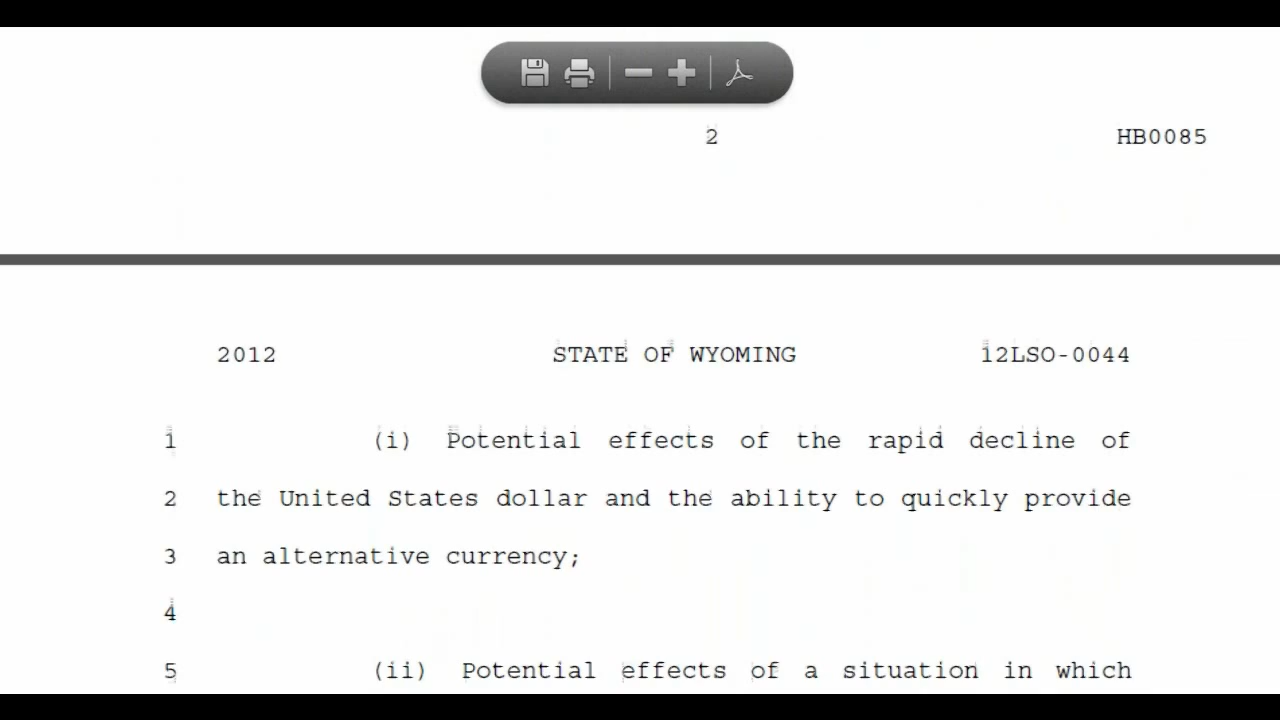 2 HB0085
2012 STATE OF WYOMING 12LSO-0044
1 (i) Potential effects of the rapid decline of
2 the United States dollar and the ability to quickly provide
3 an alternative currency;
4
5 (ii) Potential effects of a situation in which